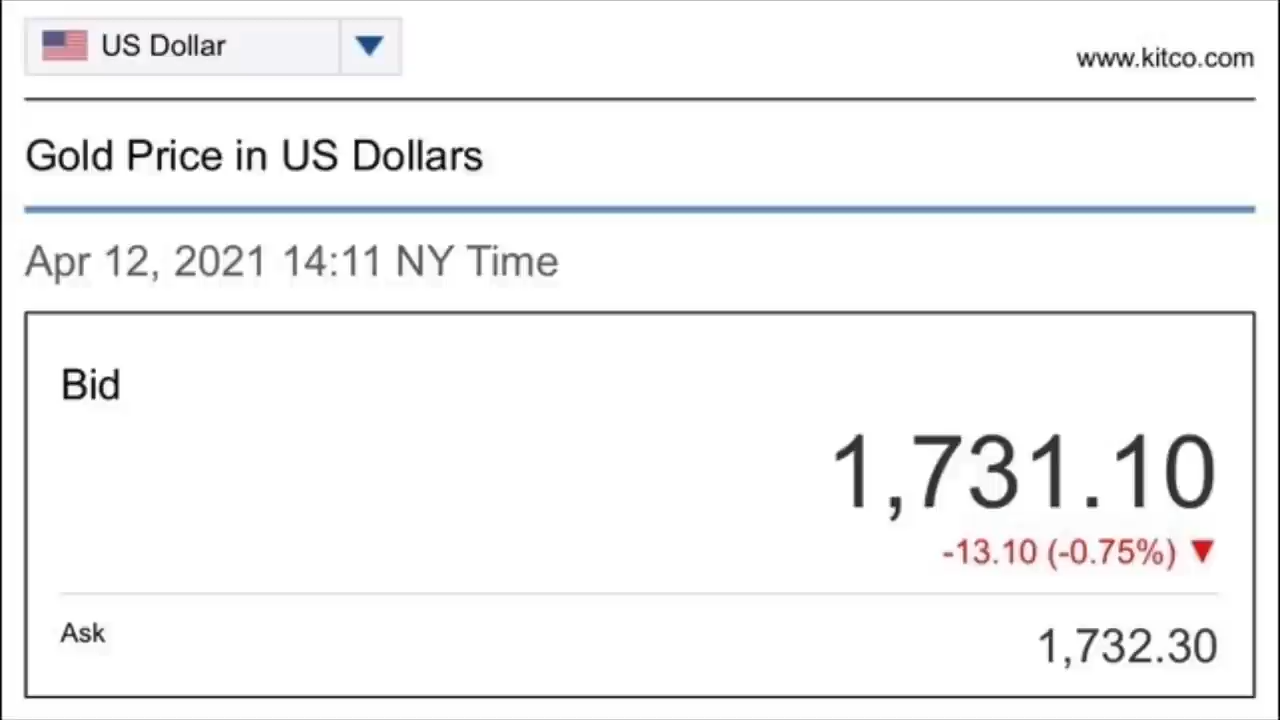 US Dollar
www.kitco.com
Gold Price in US Dollars
Apr 12, 2021 14:11 NY Time
Bid
1,731.10
-13.10 (-0.75%) ▼
Ask
1,732.30